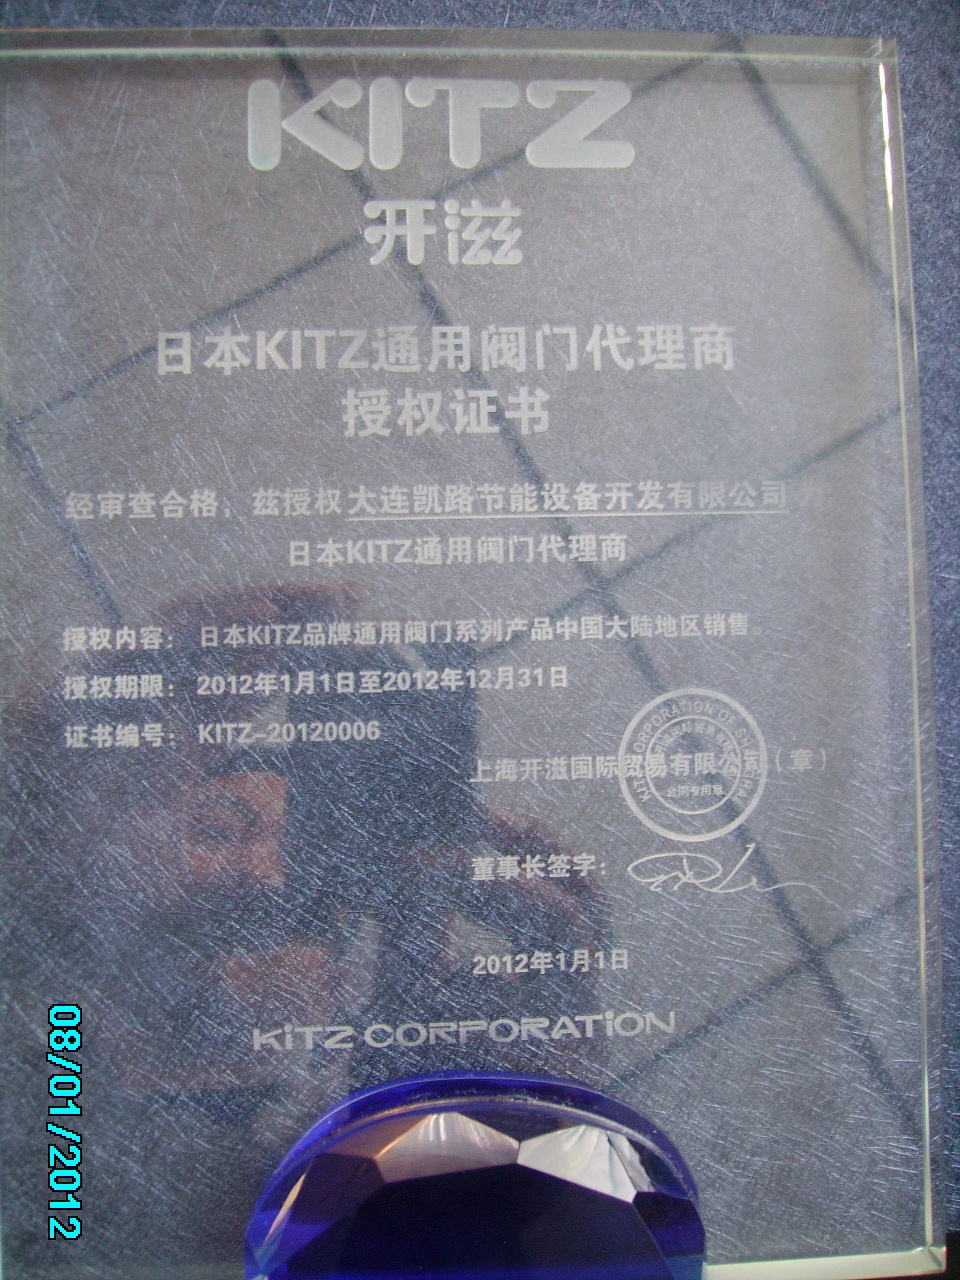 KITZ
开滋
日本KITZ通用阀门代理商
授权证书
经审查合格，兹授权大连凯路节能设备开发有限公司 为
日本KITZ通用阀门代理商
授权内容： 日本KITZ品牌通用阀门系列产品中国大陆地区销售。
授权期限： 2012年1月1日至2012年12月31日
证书编号： KITZ-20120006
上海开滋国际贸易有限公司（章）
合同专用章
董事长签字：
2012年1月1日
KITZ CORPORATION
08/01/2012